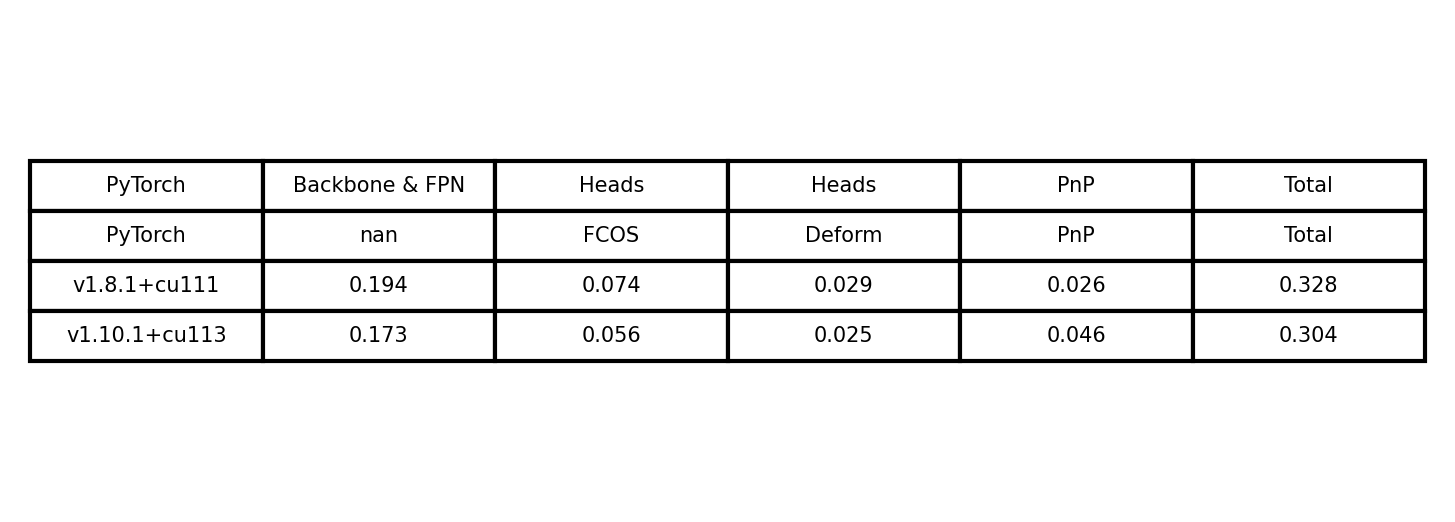 PyTorch Backbone & FPN Heads Heads PnP Total
PyTorch nan FCOS Deform PnP Total
v1.8.1+cu111 0.194 0.074 0.029 0.026 0.328
v1.10.1+cu113 0.173 0.056 0.025 0.046 0.304